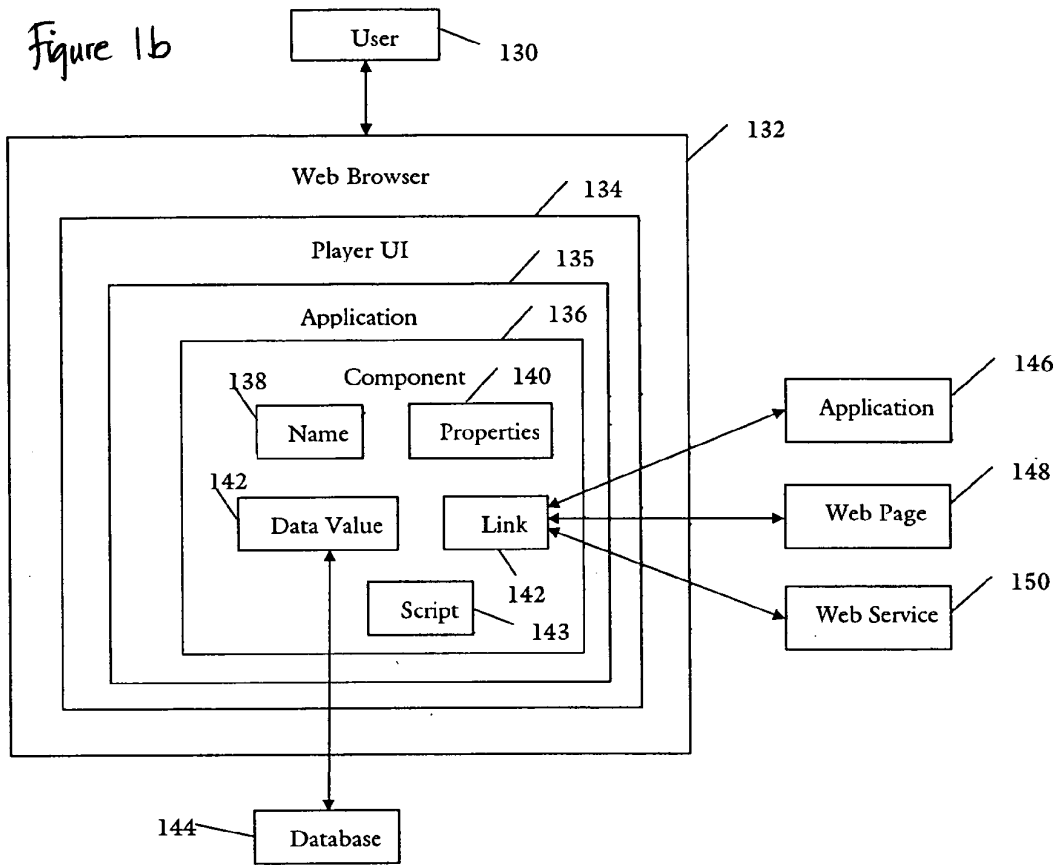 Figure 1b
User
130
132
Web Browser
134
Player UI
135
Application
136
Component
138
140
Name
Properties
142
Data Value
Link
142
Script
143
146
Application
148
Web Page
150
Web Service
144
Database